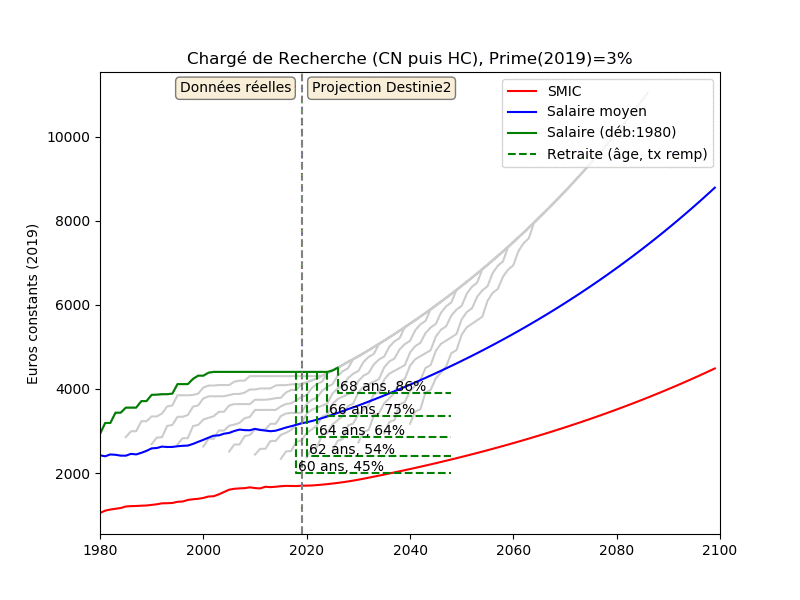 Chargé de Recherche (CN puis HC), Prime(2019)=3%
Données réelles
Projection Destinie2
SMIC
Salaire moyen
Salaire (déb:1980)
Retraite (âge, tx remp)
Euros constants (2019)
10000
8000
6000
4000
2000
68 ans, 86%
66 ans, 75%
64 ans, 64%
62 ans, 54%
60 ans, 45%
1980
2000
2020
2040
2060
2080
2100